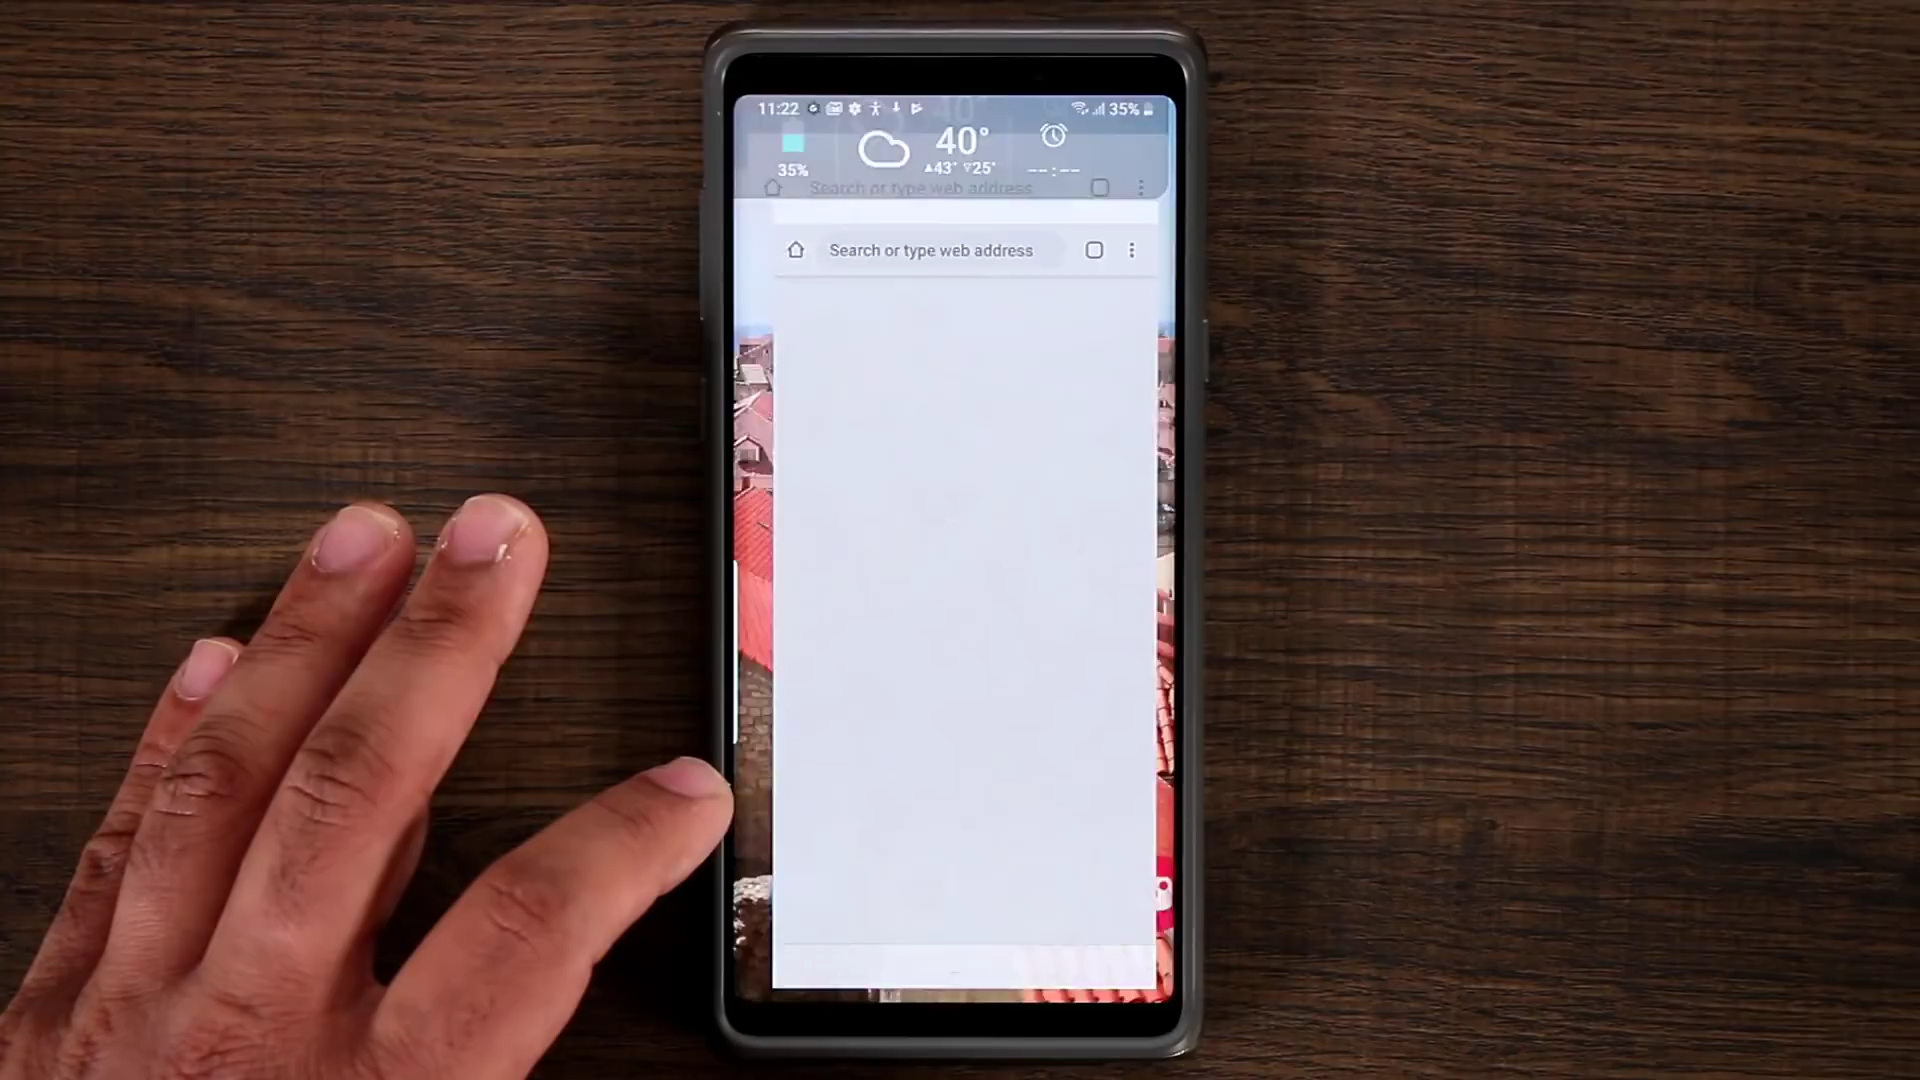 11:22 35%
40°
35% ▲43° ▽25° --:--
Search or type web address
Search or type web address